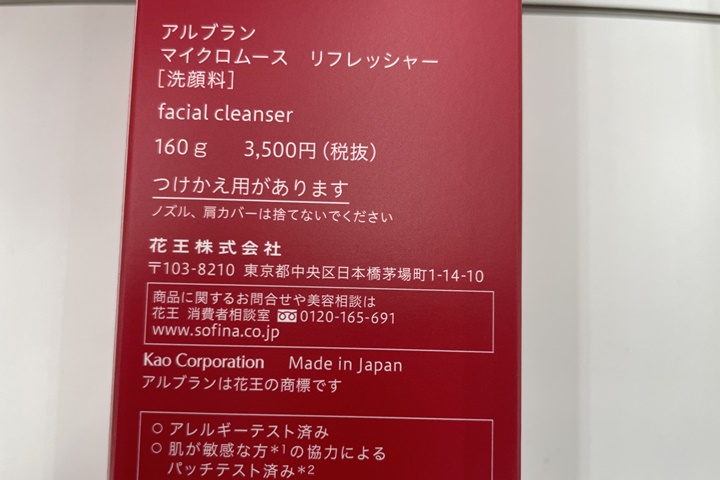 アルブラン
マイクロムース　リフレッシャー
［洗顔料］
facial cleanser
160ｇ　3,500円（税抜）
つけかえ用があります
ノズル、肩カバーは捨てないでください
花王株式会社
〒103-8210 東京都中央区日本橋茅場町1-14-10
商品に関するお問合せや美容相談は
花王 消費者相談室 0120-165-691
www.sofina.co.jp
Kao Corporation　Made in Japan
アルブランは花王の商標です
○ アレルギーテスト済み
○ 肌が敏感な方＊1の協力による
パッチテスト済み＊2